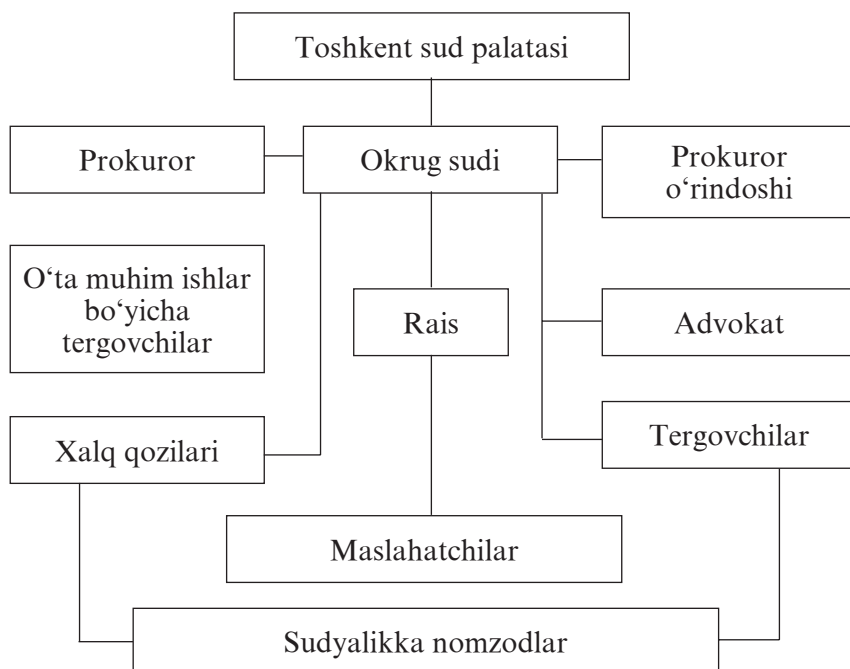 Toshkent sud palatasi
Prokuror
Okrug sudi
Prokuror
o‘rindoshi
O‘ta muhim ishlar
bo‘yicha
tergovchilar
Rais
Advokat
Xalq qozilari
Tergovchilar
Maslahatchilar
Sudyalikka nomzodlar